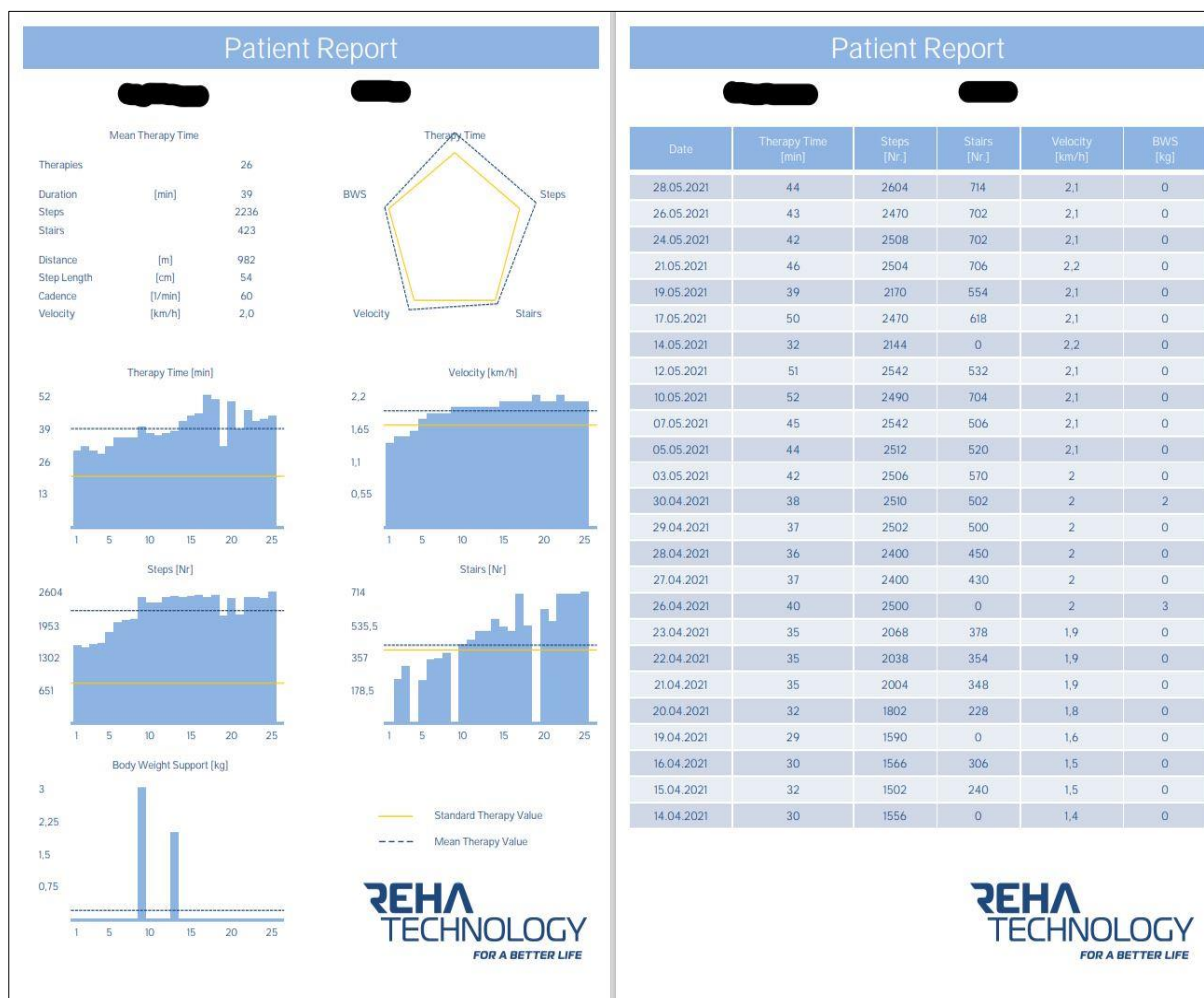 Patient Report
Mean Therapy Time
Therapies 26
Duration [min] 39
Steps 2236
Stairs 423
Distance [m] 982
Step Length [cm] 54
Cadence [1/min] 60
Velocity [km/h] 2,0
Therapy Time
BWS Steps
Velocity Stairs
Therapy Time [min]
52
39
26
13
1 5 10 15 20 25
Velocity [km/h]
2,2
1,65
1,1
0,55
1 5 10 15 20 25
Steps [Nr]
2604
1953
1302
651
1 5 10 15 20 25
Stairs [Nr]
714
535,5
357
178,5
1 5 10 15 20 25
Body Weight Support [kg]
3
2,25
1,5
0,75
1 5 10 15 20 25
Standard Therapy Value
Mean Therapy Value
REHA
TECHNOLOGY
FOR A BETTER LIFE
Patient Report
Date Therapy Time [min] Steps [Nr.] Stairs [Nr.] Velocity [km/h] BWS [kg]
28.05.2021 44 2604 714 2,1 0
26.05.2021 43 2470 702 2,1 0
24.05.2021 42 2508 702 2,1 0
21.05.2021 46 2504 706 2,2 0
19.05.2021 39 2170 554 2,1 0
17.05.2021 50 2470 618 2,1 0
14.05.2021 32 2144 0 2,2 0
12.05.2021 51 2542 532 2,1 0
10.05.2021 52 2490 704 2,1 0
07.05.2021 45 2542 506 2,1 0
05.05.2021 44 2512 520 2,1 0
03.05.2021 42 2506 570 2 0
30.04.2021 38 2510 502 2 2
29.04.2021 37 2502 500 2 0
28.04.2021 36 2400 450 2 0
27.04.2021 37 2400 430 2 0
26.04.2021 40 2500 0 2 3
23.04.2021 35 2068 378 1,9 0
22.04.2021 35 2038 354 1,9 0
21.04.2021 35 2004 348 1,9 0
20.04.2021 32 1802 228 1,8 0
19.04.2021 29 1590 0 1,6 0
16.04.2021 30 1566 306 1,5 0
15.04.2021 32 1502 240 1,5 0
14.04.2021 30 1556 0 1,4 0
REHA
TECHNOLOGY
FOR A BETTER LIFE